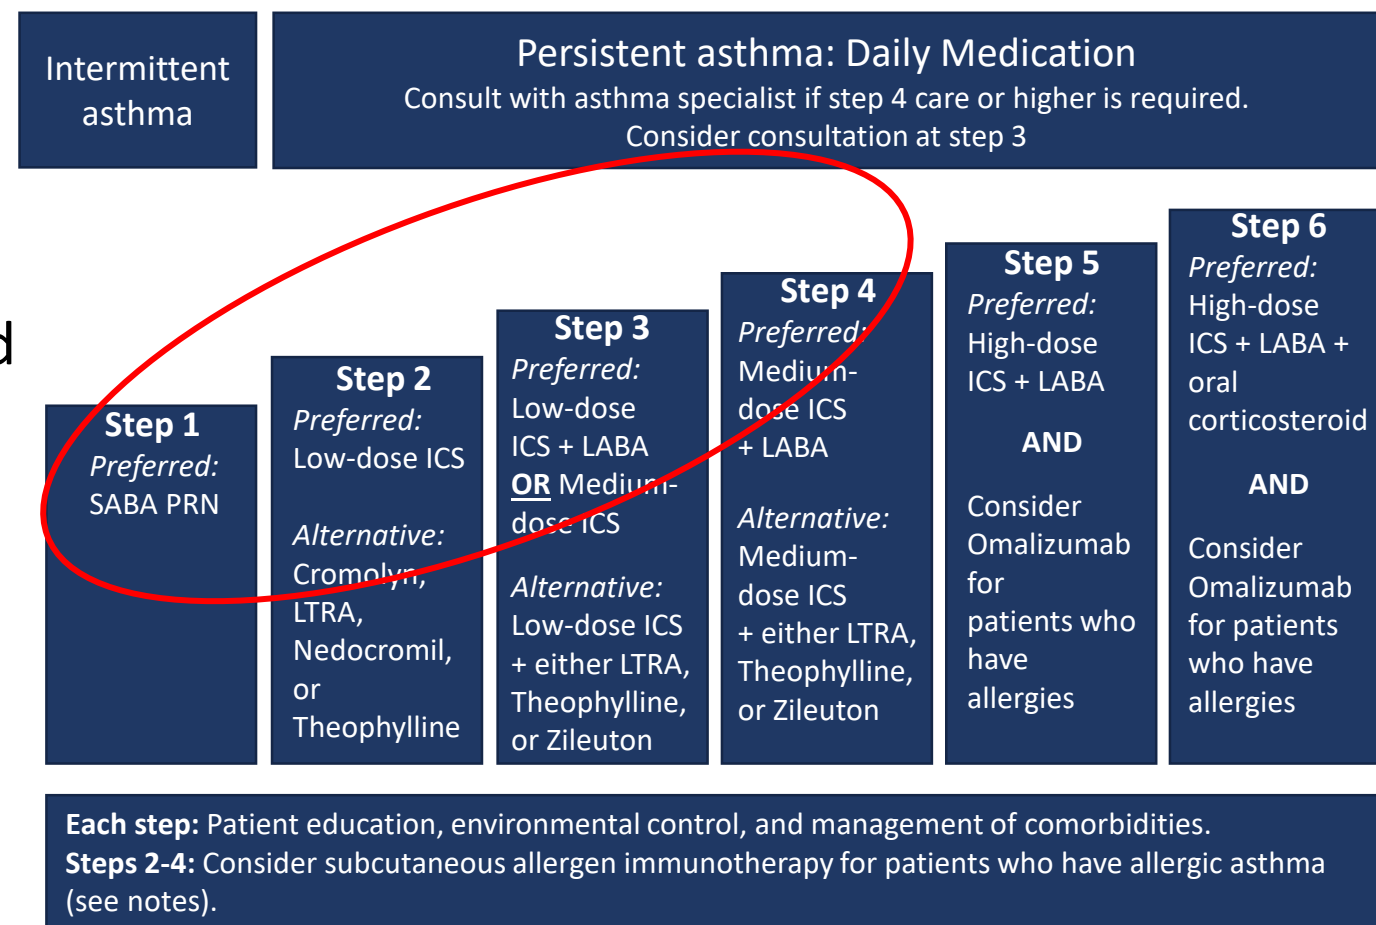 Intermittent
asthma
Persistent asthma: Daily Medication
Consult with asthma specialist if step 4 care or higher is required.
Consider consultation at step 3
d
Step 1
Preferred:
SABA PRN
Step 2
Preferred:
Low-dose ICS
Alternative:
Cromolyn,
LTRA,
Nedocromil,
or
Theophylline
Step 3
Preferred:
Low-dose
ICS + LABA
OR Medium-
dose ICS
Alternative:
Low-dose ICS
+ either LTRA,
Theophylline,
or Zileuton
Step 4
Preferred:
Medium-
dose ICS
+ LABA
Alternative:
Medium-
dose ICS
+ either LTRA,
Theophylline,
or Zileuton
Step 5
Preferred:
High-dose
ICS + LABA
AND
Consider
Omalizumab
for
patients who
have
allergies
Step 6
Preferred:
High-dose
ICS + LABA +
oral
corticosteroid
AND
Consider
Omalizumab
for patients
who have
allergies
Each step: Patient education, environmental control, and management of comorbidities.
Steps 2-4: Consider subcutaneous allergen immunotherapy for patients who have allergic asthma
(see notes).